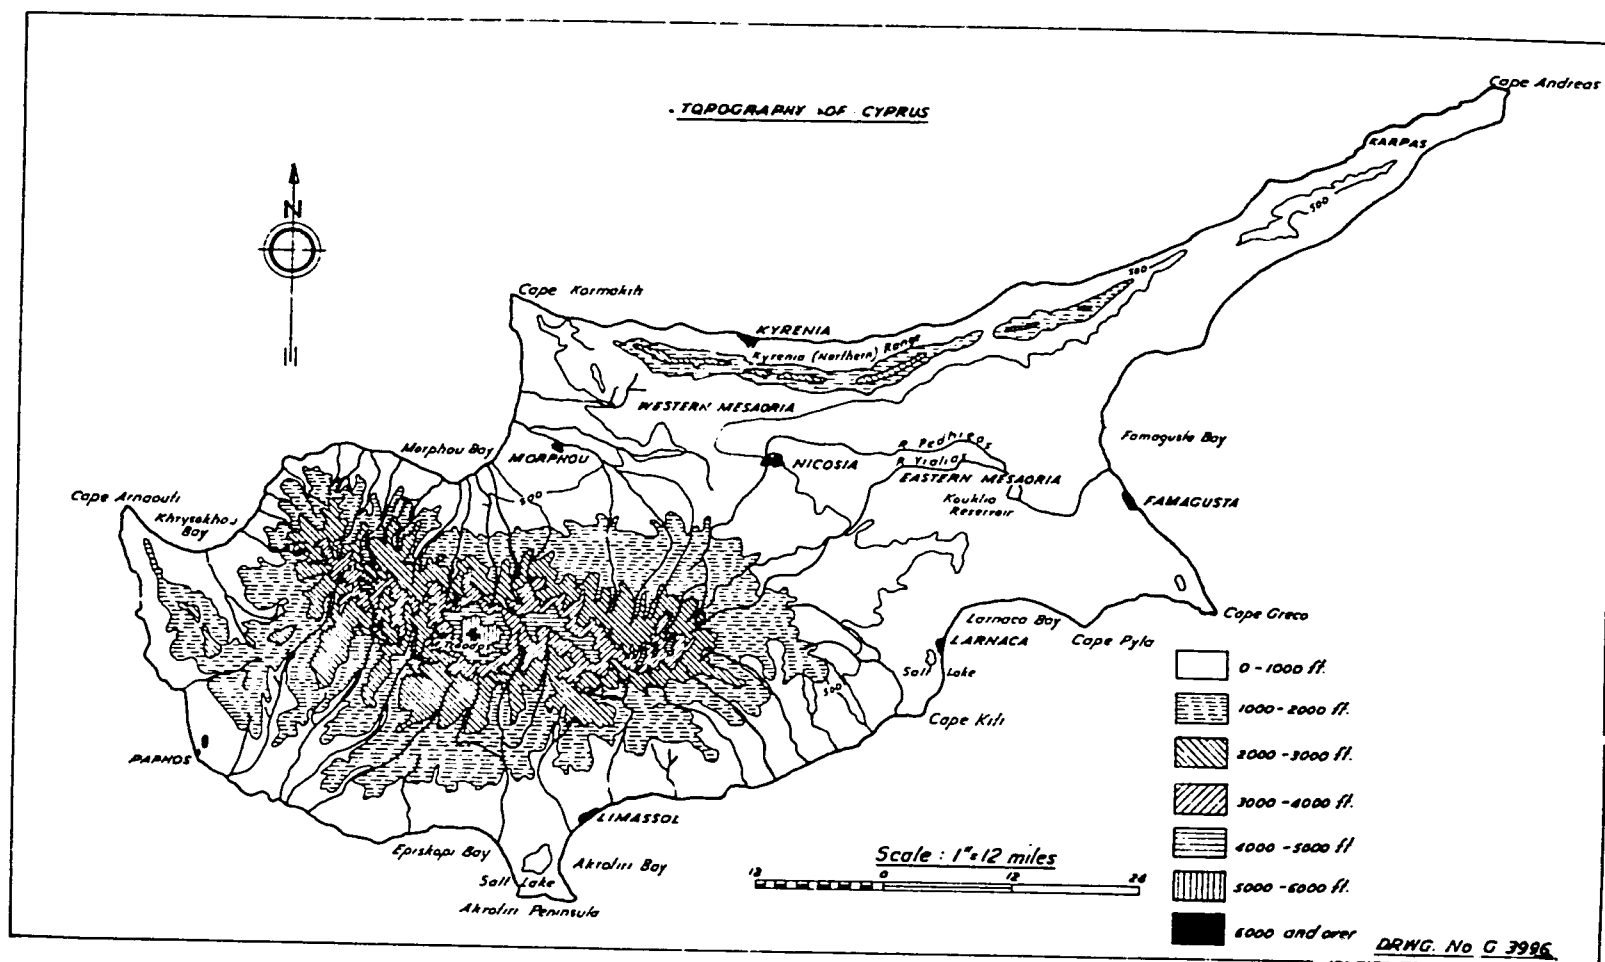 TOPOGRAPHY OF CYPRUS
Cape Andreas
KARPAS
500
N
500
Cape Kormakiti
KYRENIA
Kyrenia (Northern) Range
WESTERN MESAORIA
Morphou Bay
MORPHOU
NICOSIA
R. Pedhieos
R. Yialias
EASTERN MESAORIA
Famagusta Bay
Kouklia
Reservoir
FAMAGUSTA
500
Cape Arnaouti
Khrysokhou
Bay
Troodos
Larnaca Bay
Cape Greco
LARNACA
Cape Pyla
Salt Lake
500
Cape Kiti
PAPHOS
LIMASSOL
Episkopi Bay
Akrotiri Bay
Salt Lake
Akrotiri Peninsula
0 - 1000 ft.
1000 - 2000 ft.
2000 - 3000 ft.
3000 - 4000 ft.
4000 - 5000 ft
5000 - 6000 ft.
6000 and over
Scale : 1"= 12 miles
12 0 12 24
DRWG. No G 3996